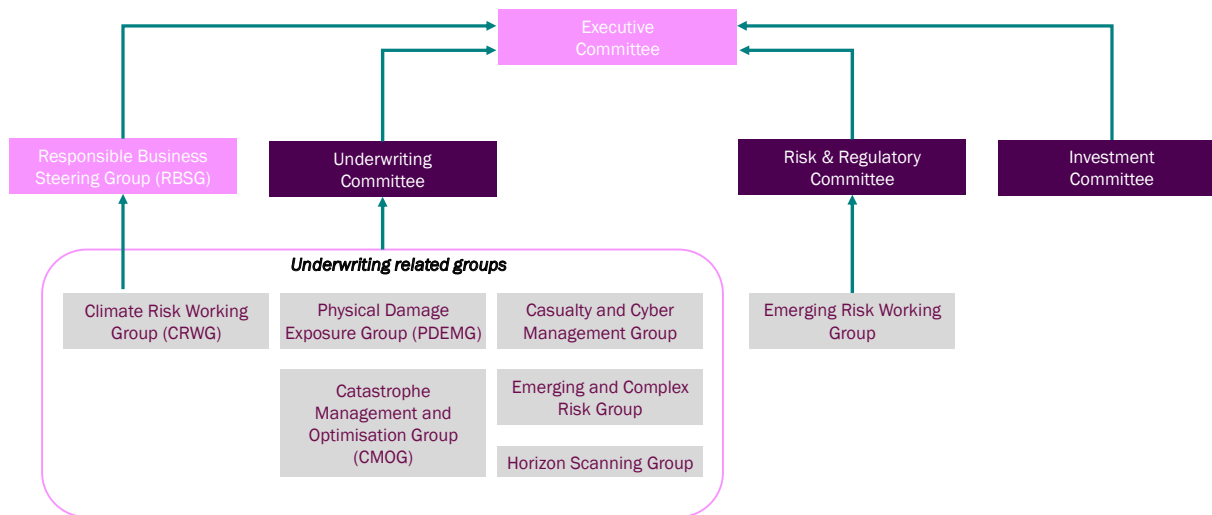 Executive
Committee
Responsible Business
Steering Group (RBSG)
Underwriting
Committee
Risk & Regulatory
Committee
Investment
Committee
Underwriting related groups
Climate Risk Working
Group (CRWG)
Physical Damage
Exposure Group (PDEMG)
Casualty and Cyber
Management Group
Emerging Risk Working
Group
Catastrophe
Management and
Optimisation Group
(CMOG)
Emerging and Complex
Risk Group
Horizon Scanning Group